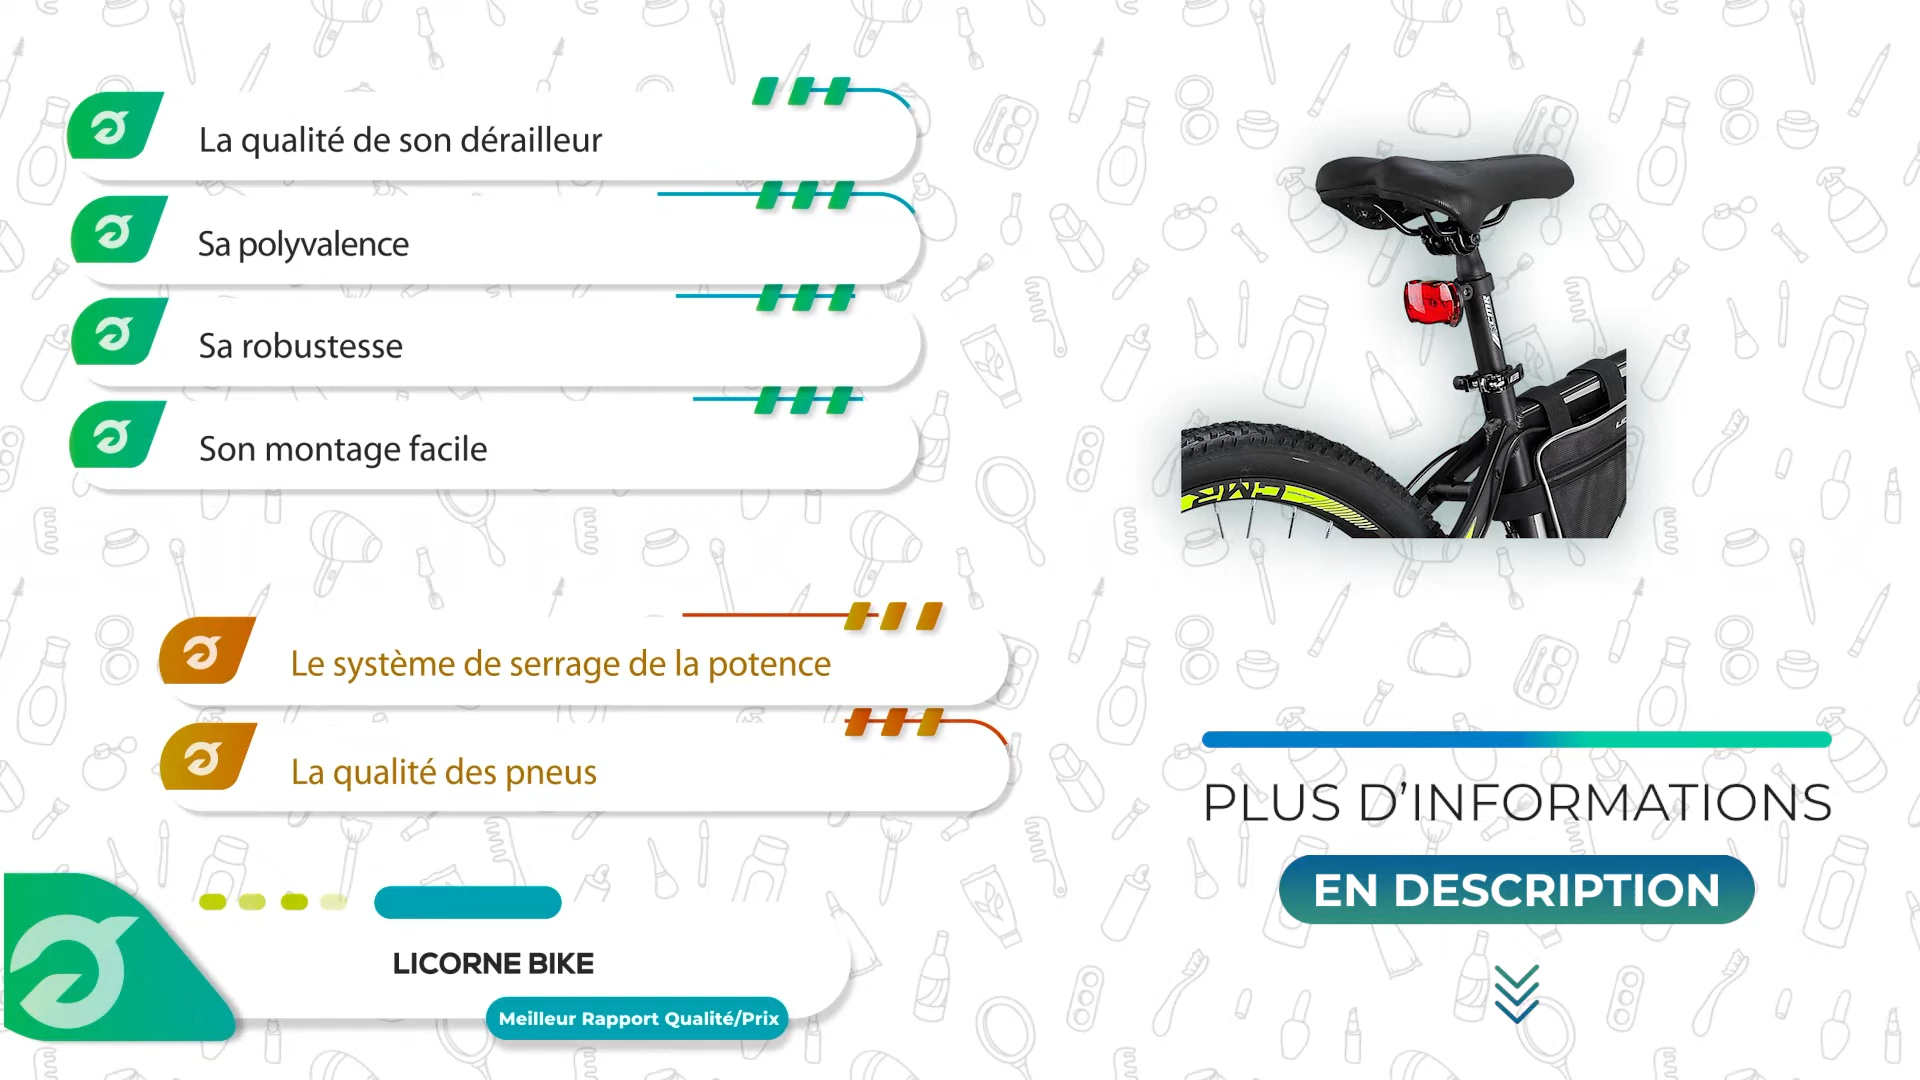 La qualité de son dérailleur
Sa polyvalence
Sa robustesse
Son montage facile
Le système de serrage de la potence
La qualité des pneus
LICORNE BIKE
Meilleur Rapport Qualité/Prix
CMR
PLUS D’INFORMATIONS
EN DESCRIPTION